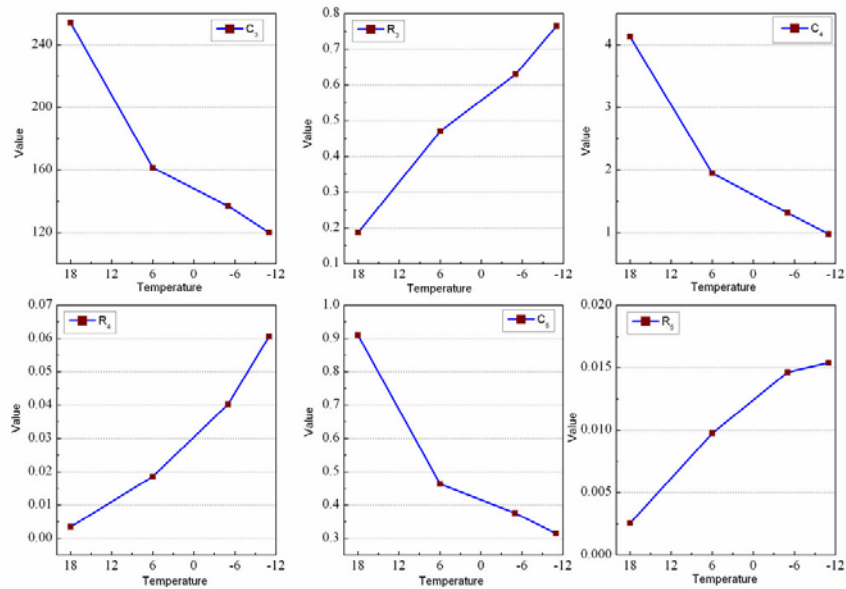 C₃
240
200
160
120
Value
18 12 6 0 -6 -12
Temperature
R₃
0.8
0.7
0.6
0.5
0.4
0.3
0.2
0.1
Value
18 12 6 0 -6 -12
Temperature
C₄
4
3
2
1
Value
18 12 6 0 -6 -12
Temperature
R₄
0.07
0.06
0.05
0.04
0.03
0.02
0.01
0.00
Value
18 12 6 0 -6 -12
Temperature
C₅
1.0
0.9
0.8
0.7
0.6
0.5
0.4
0.3
Value
18 12 6 0 -6 -12
Temperature
R₅
0.020
0.015
0.010
0.005
0.000
Value
18 12 6 0 -6 -12
Temperature